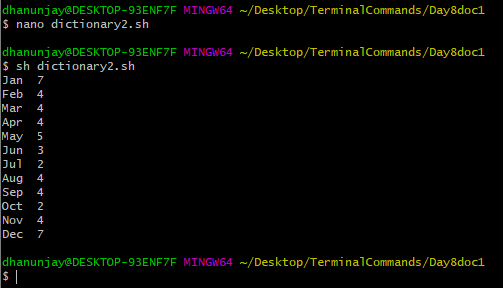 dhanunjay@DESKTOP-93ENF7F MINGW64 ~/Desktop/TerminalCommands/Day8doc1
$ nano dictionary2.sh
dhanunjay@DESKTOP-93ENF7F MINGW64 ~/Desktop/TerminalCommands/Day8doc1
$ sh dictionary2.sh
Jan  7
Feb  4
Mar  4
Apr  4
May  5
Jun  3
Jul  2
Aug  4
Sep  4
Oct  2
Nov  4
Dec  7
dhanunjay@DESKTOP-93ENF7F MINGW64 ~/Desktop/TerminalCommands/Day8doc1
$